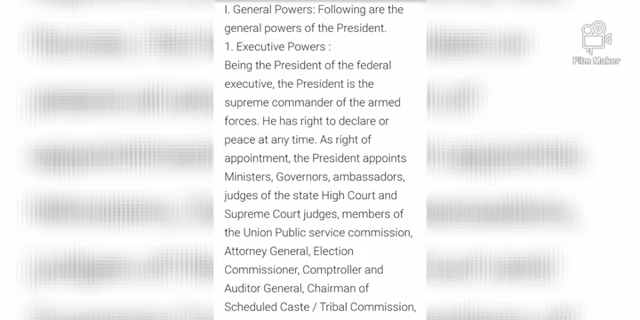 I. General Powers: Following are the
general powers of the President.
1. Executive Powers :
Being the President of the federal
executive, the President is the
supreme commander of the armed
forces. He has right to declare or
peace at any time. As right of
appointment, the President appoints
Ministers, Governors, ambassadors,
judges of the state High Court and
Supreme Court judges, members of
the Union Public service commission,
Attorney General, Election
Commissioner, Comptroller and
Auditor General, Chairman of
Scheduled Caste / Tribal Commission,
Film Maker